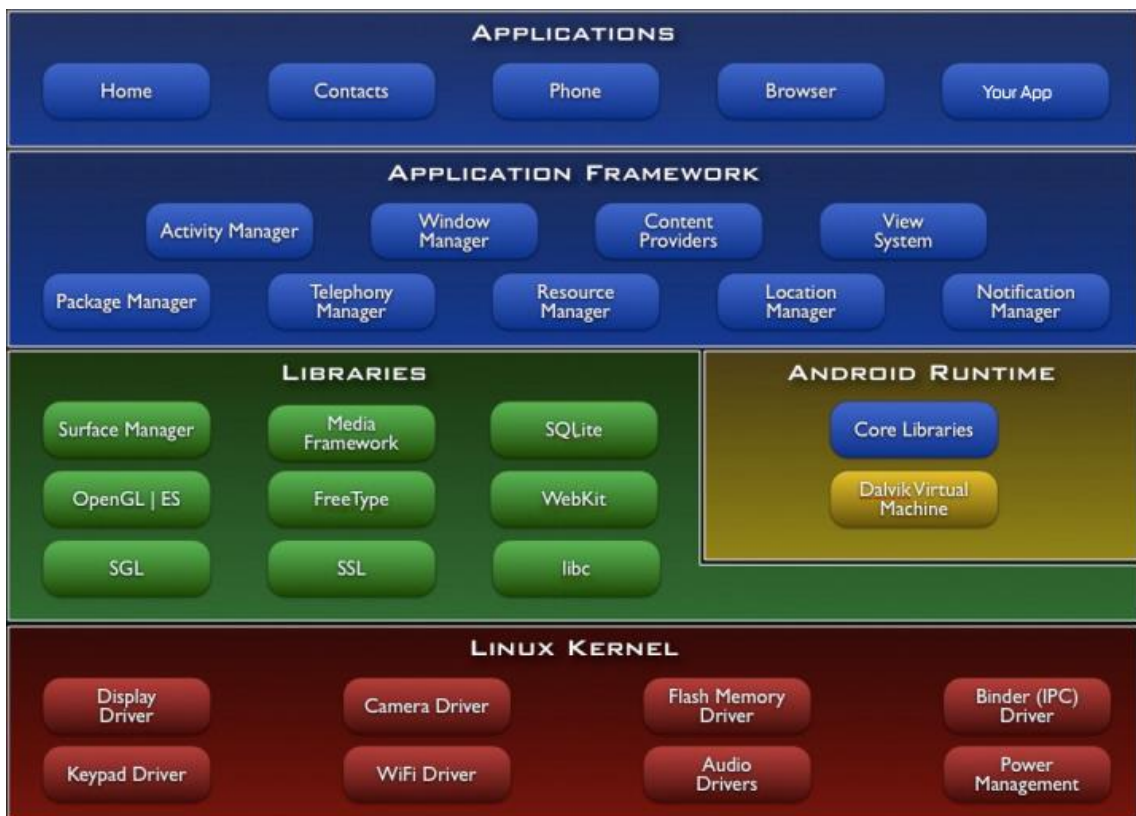 APPLICATIONS
Home
Contacts
Phone
Browser
Your App
APPLICATION FRAMEWORK
Activity Manager
Window
Manager
Content
Providers
View
System
Package Manager
Telephony
Manager
Resource
Manager
Location
Manager
Notification
Manager
LIBRARIES
Surface Manager
Media
Framework
SQLite
OpenGL | ES
FreeType
WebKit
SGL
SSL
libc
ANDROID RUNTIME
Core Libraries
Dalvik Virtual
Machine
LINUX KERNEL
Display
Driver
Camera Driver
Flash Memory
Driver
Binder (IPC)
Driver
Keypad Driver
WiFi Driver
Audio
Drivers
Power
Management